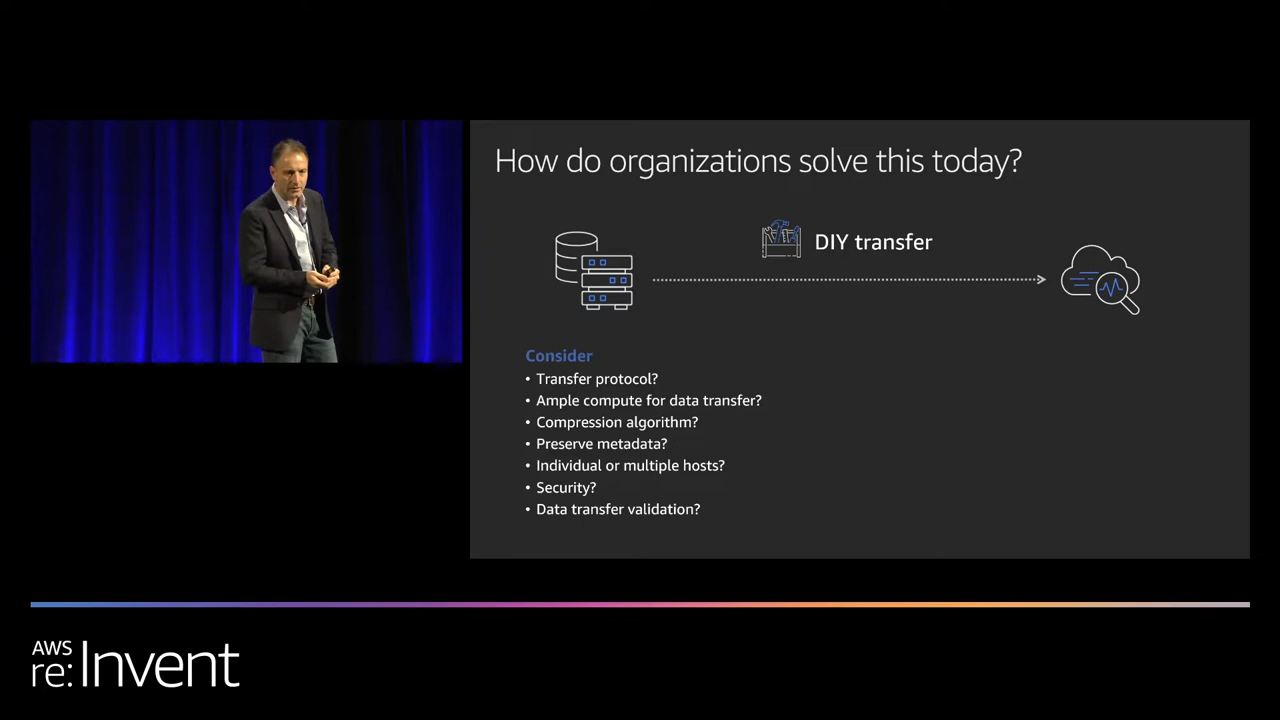 How do organizations solve this today?
DIY transfer
Consider
• Transfer protocol?
• Ample compute for data transfer?
• Compression algorithm?
• Preserve metadata?
• Individual or multiple hosts?
• Security?
• Data transfer validation?
AWS
re:Invent